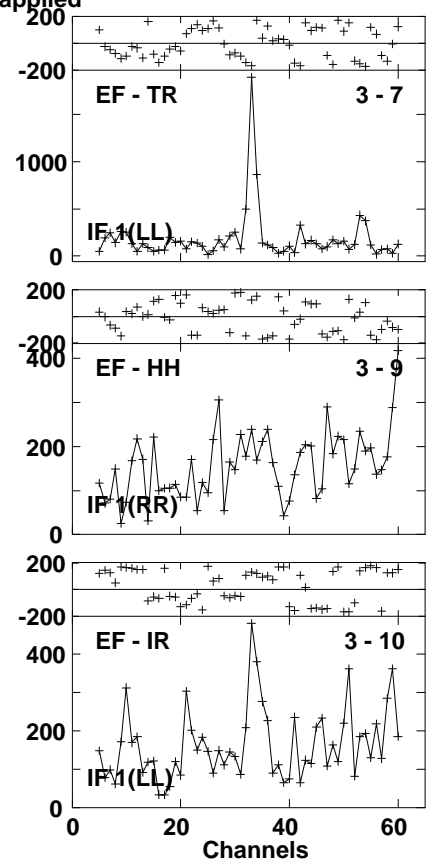 applied
200
-200
EF - TR 3 - 7
1000
IF 1(LL)
0
200
-200
400
EF - HH 3 - 9
200
IF 1(RR)
0
200
-200
EF - IR 3 - 10
400
200
IF 1(LL)
0
0 20 40 60
Channels